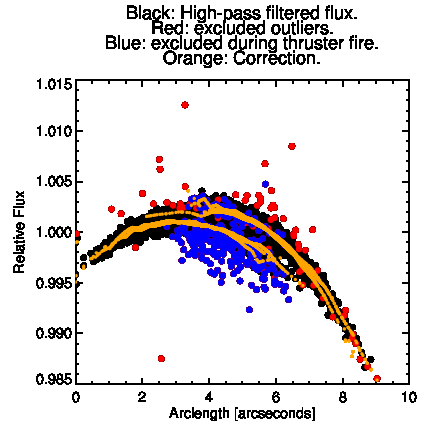 Black: High-pass filtered flux.
Red: excluded outliers.
Blue: excluded during thruster fire.
Orange: Correction.
1.015
1.010
1.005
1.000
0.995
0.990
0.985
Relative Flux
0 2 4 6 8 10
Arclength [arcseconds]